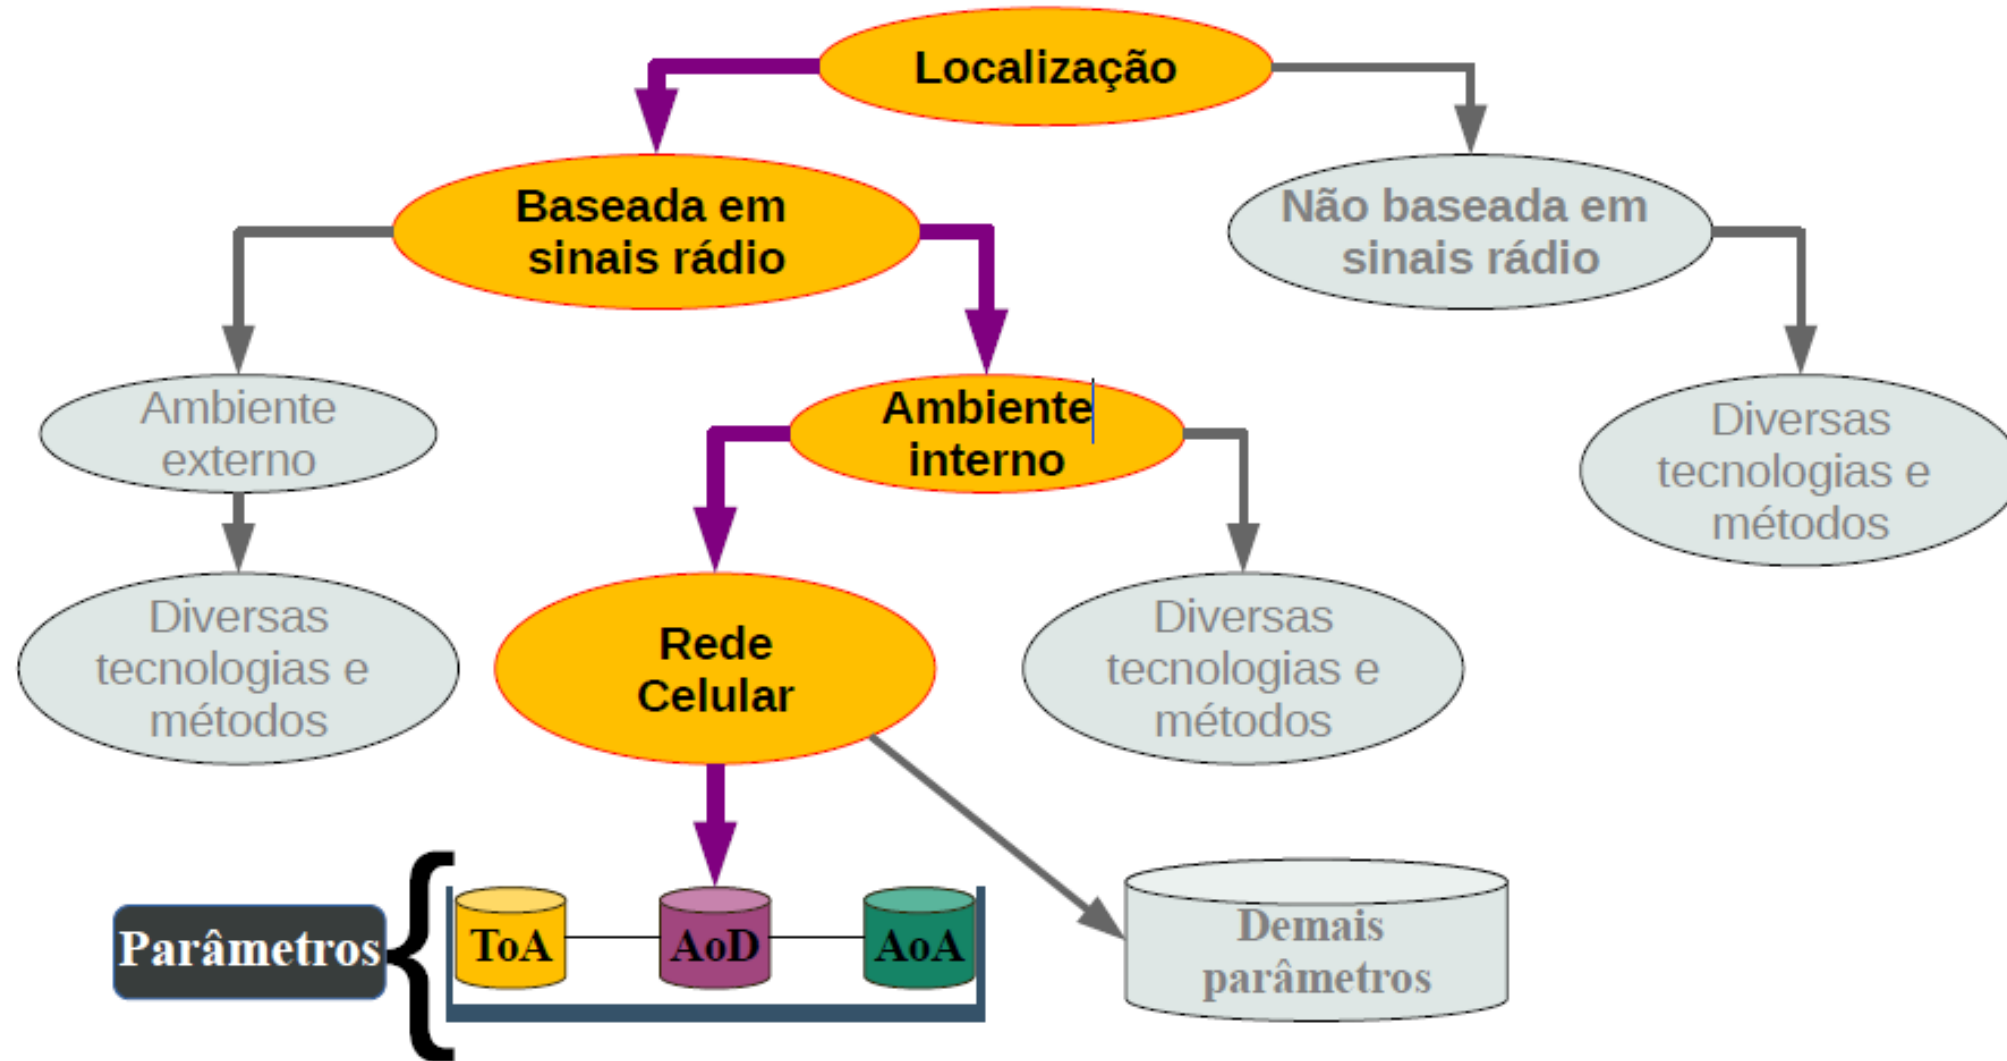 Localização
Baseada em
sinais rádio
Não baseada em
sinais rádio
Ambiente
externo
Ambiente
interno
Diversas
tecnologias e
métodos
Diversas
tecnologias e
métodos
Rede
Celular
Diversas
tecnologias e
métodos
Parâmetros
ToA
AoD
AoA
Demais
parâmetros